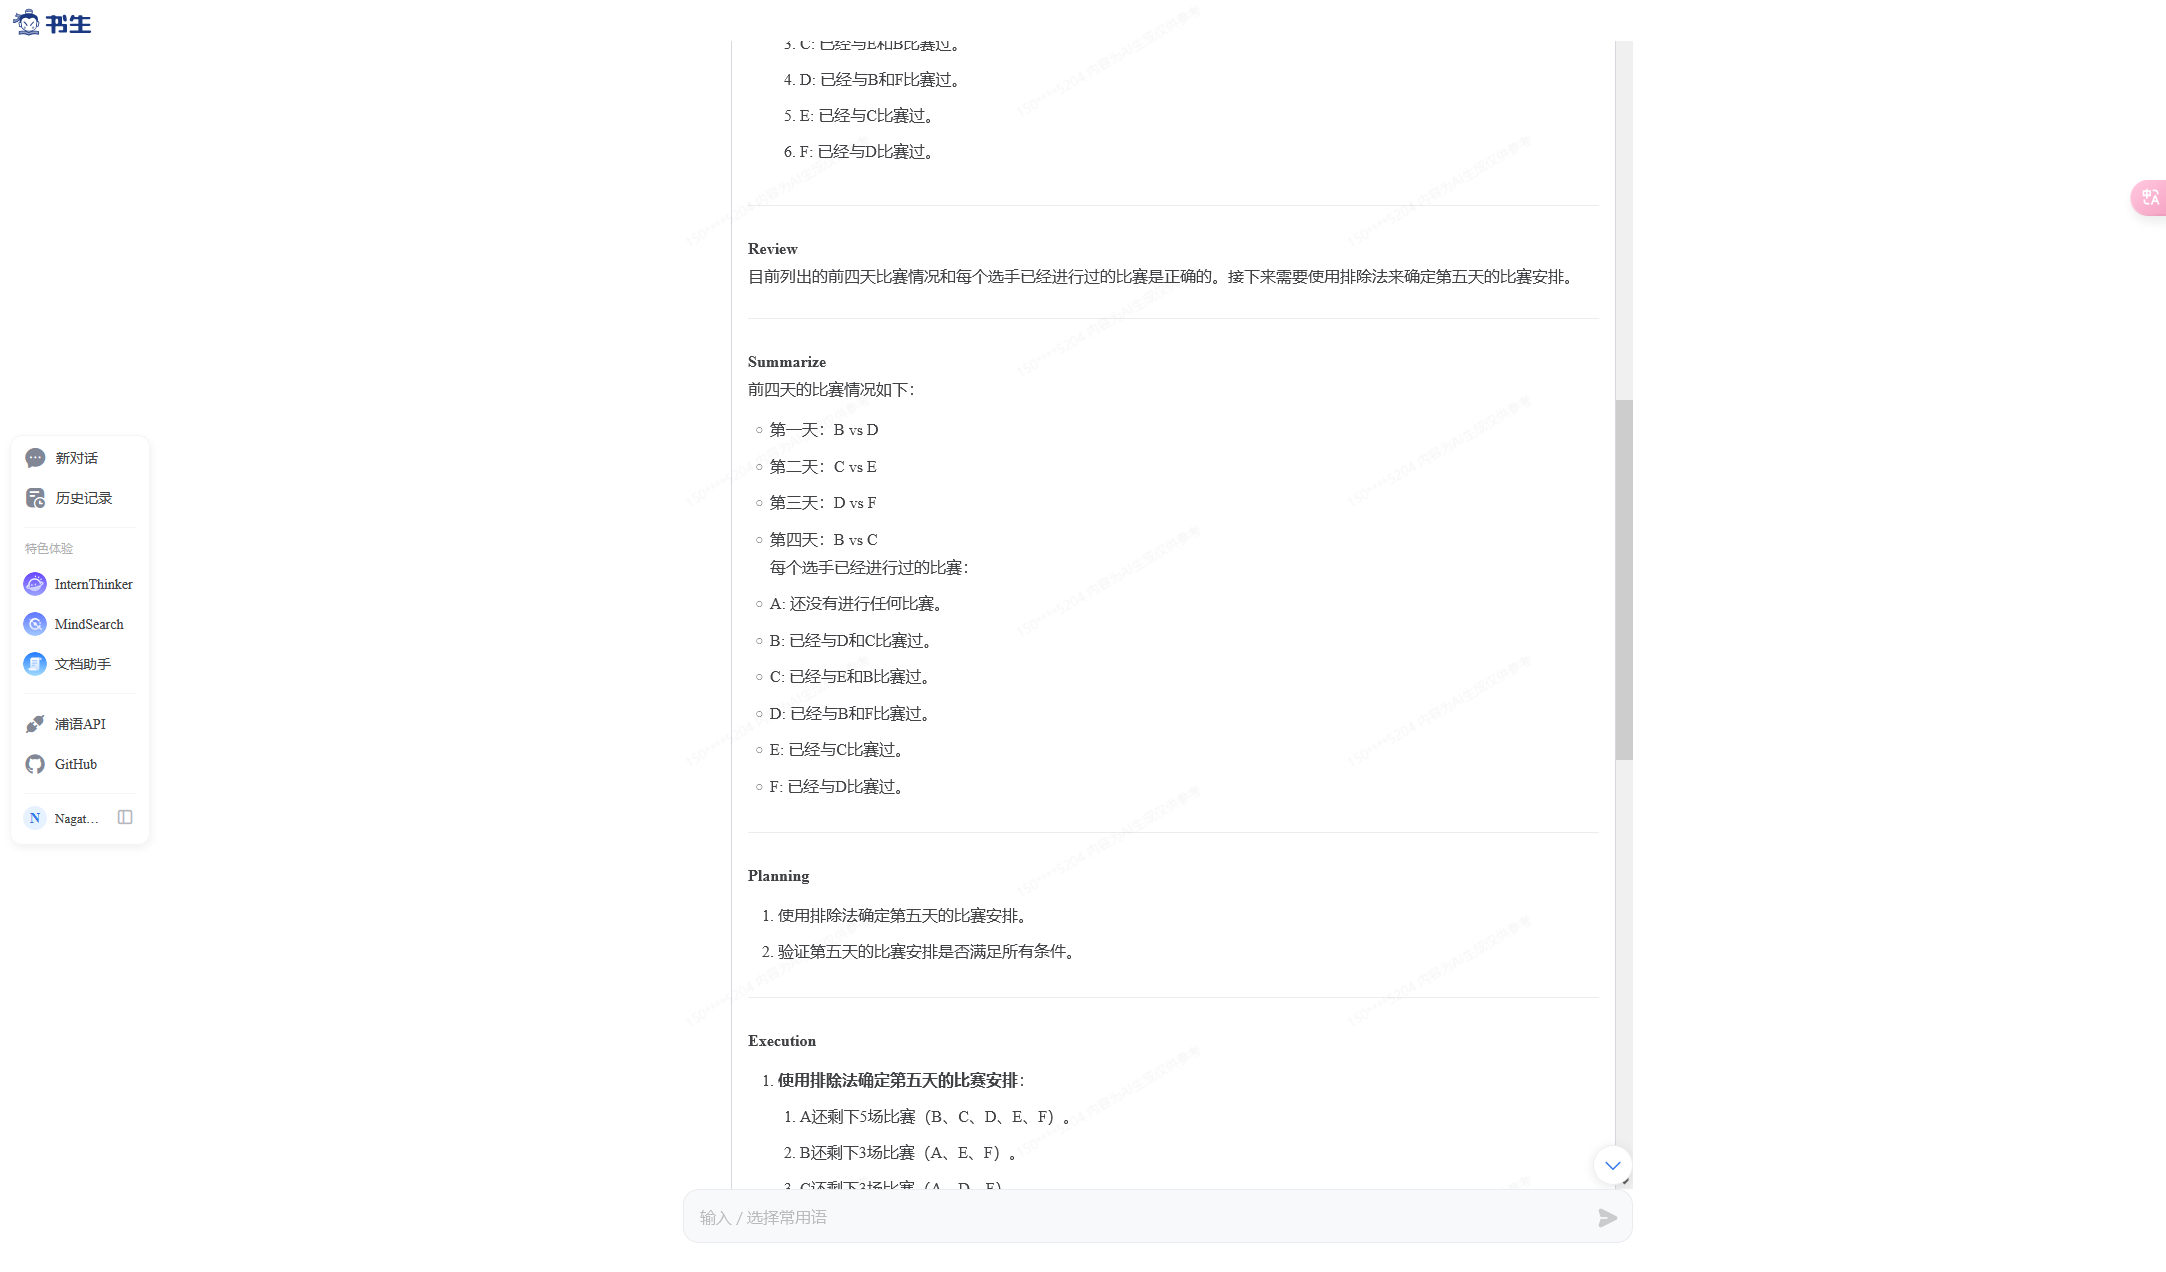 书生
3. C: 已经与E和B比赛过。
4. D: 已经与B和F比赛过。
5. E: 已经与C比赛过。
6. F: 已经与D比赛过。
Review
目前列出的前四天比赛情况和每个选手已经进行过的比赛是正确的。接下来需要使用排除法来确定第五天的比赛安排。
Summarize
前四天的比赛情况如下：
第一天：B vs D
第二天：C vs E
第三天：D vs F
第四天：B vs C
每个选手已经进行过的比赛：
A: 还没有进行任何比赛。
B: 已经与D和C比赛过。
C: 已经与E和B比赛过。
D: 已经与B和F比赛过。
E: 已经与C比赛过。
F: 已经与D比赛过。
Planning
1. 使用排除法确定第五天的比赛安排。
2. 验证第五天的比赛安排是否满足所有条件。
Execution
1. 使用排除法确定第五天的比赛安排：
1. A还剩下5场比赛（B、C、D、E、F）。
2. B还剩下3场比赛（A、E、F）。
3. C还剩下3场比赛（A、D、F）
输入 / 选择常用语
新对话
历史记录
特色体验
InternThinker
MindSearch
文档助手
浦语API
GitHub
N Nagat...
150****5204 内容为AI生成仅供参考